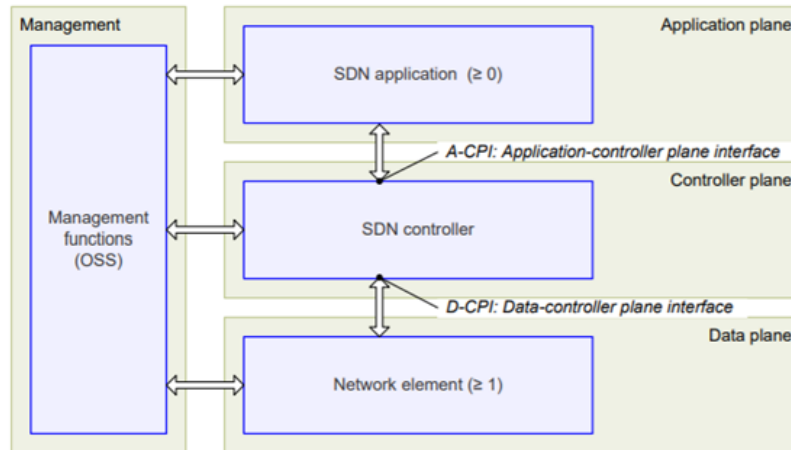 Management
Application plane
SDN application (≥ 0)
A-CPI: Application-controller plane interface
Controller plane
Management
functions
(OSS)
SDN controller
D-CPI: Data-controller plane interface
Data plane
Network element (≥ 1)